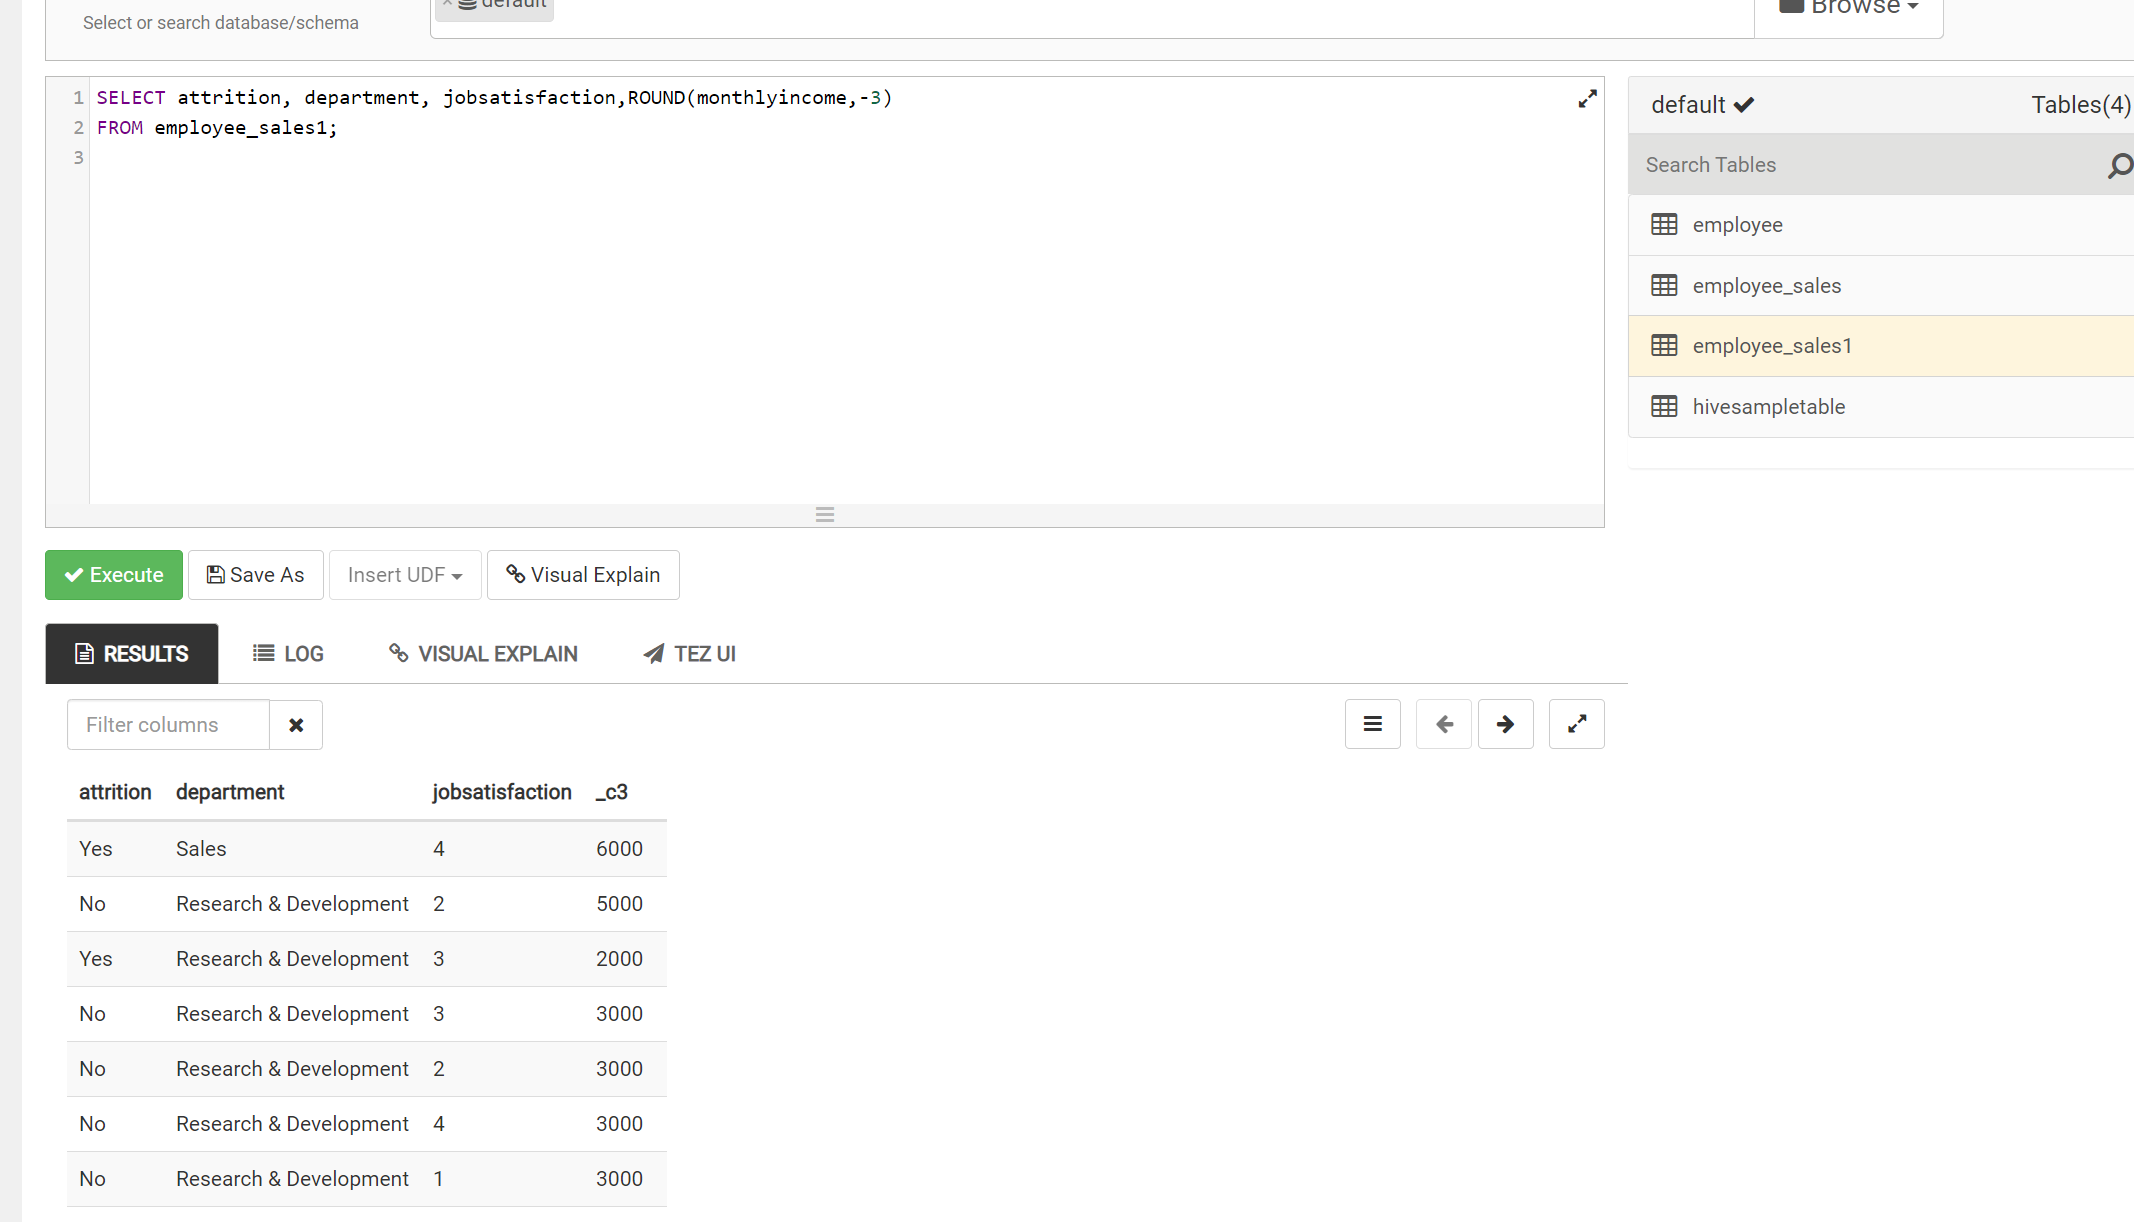 default
Browse
Select or search database/schema
1 SELECT attrition, department, jobsatisfaction,ROUND(monthlyincome,-3)
2 FROM employee_sales1;
3
default Tables(4)
Search Tables
employee
employee_sales
employee_sales1
hivesampletable
Execute Save As Insert UDF Visual Explain
RESULTS LOG VISUAL EXPLAIN TEZ UI
Filter columns
attrition department jobsatisfaction _c3
Yes Sales 4 6000
No Research & Development 2 5000
Yes Research & Development 3 2000
No Research & Development 3 3000
No Research & Development 2 3000
No Research & Development 4 3000
No Research & Development 1 3000